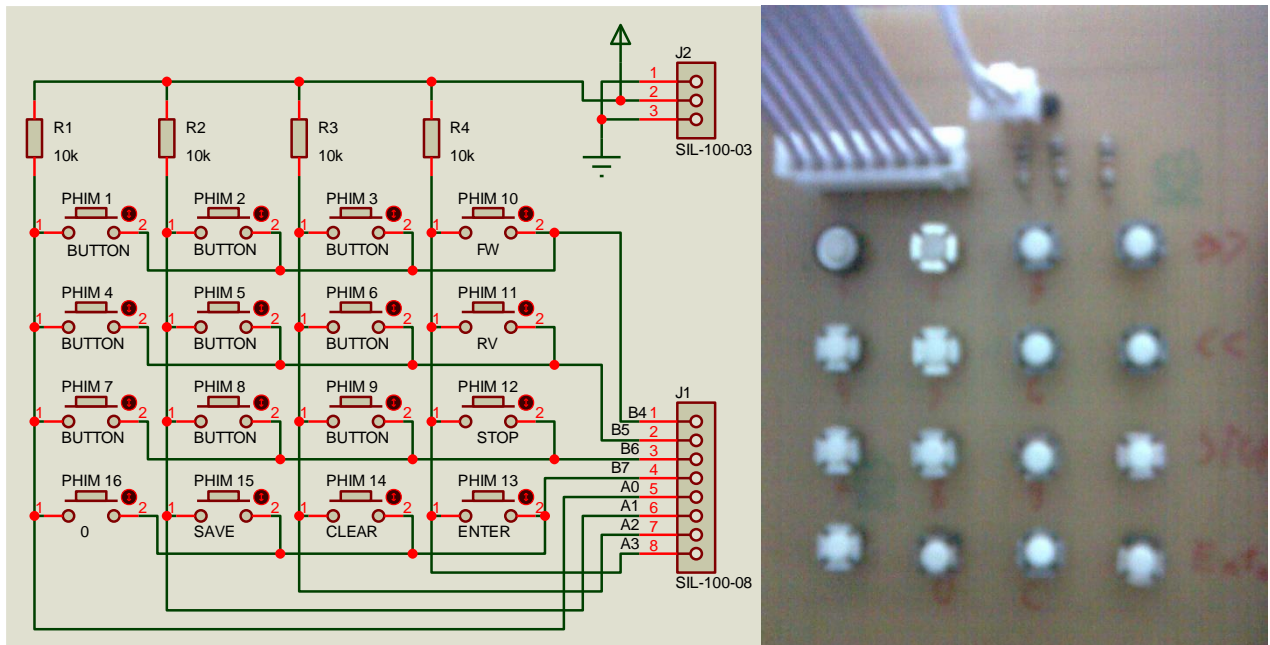 J2
1
2
3
SIL-100-03
R1 R2 R3 R4
10k 10k 10k 10k
PHIM 1 PHIM 2 PHIM 3 PHIM 10
1 2 1 2 1 2 1 2
BUTTON BUTTON BUTTON FW
PHIM 4 PHIM 5 PHIM 6 PHIM 11
1 2 1 2 1 2 1 2
BUTTON BUTTON BUTTON RV
PHIM 7 PHIM 8 PHIM 9 PHIM 12
1 2 1 2 1 2 1 2
BUTTON BUTTON BUTTON STOP
PHIM 16 PHIM 15 PHIM 14 PHIM 13
1 2 1 2 1 2 1 2
0 SAVE CLEAR ENTER
J1
B4 1
B5 2
B6 3
B7 4
A0 5
A1 6
A2 7
A3 8
SIL-100-08
>>
<<